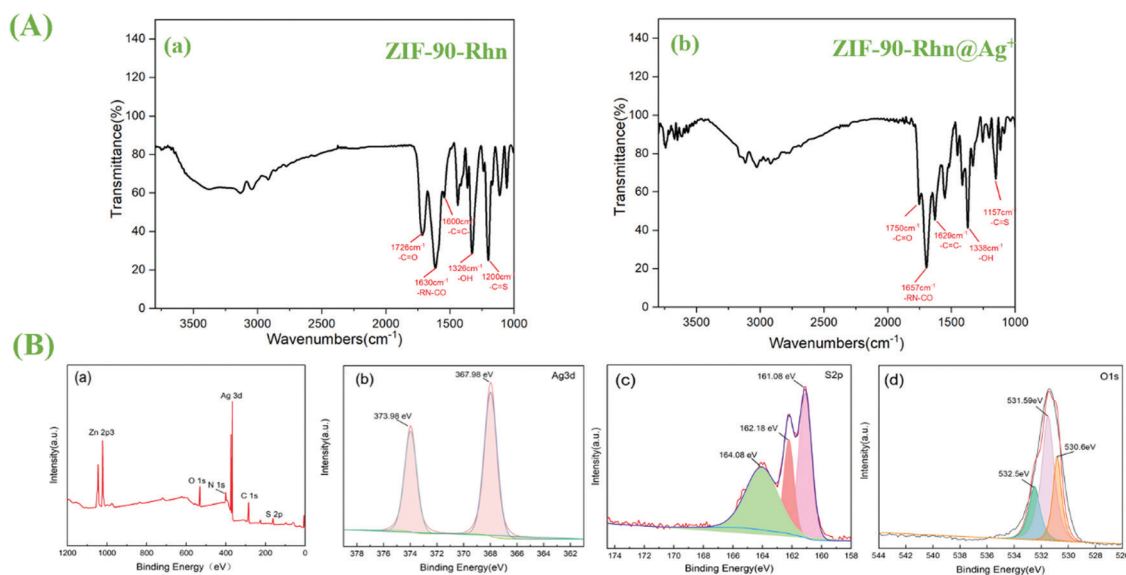 (A)
(a)
ZIF-90-Rhn
Transmittance(%)
140
120
100
80
60
40
20
0
1726cm⁻¹
-C=O
1630cm⁻¹
-RN-CO
1600cm⁻¹
-C=C-
1326cm⁻¹
-OH
1200cm⁻
-C=S
3500 3000 2500 2000 1500 1000
Wavenumbers(cm⁻¹)
(b)
ZIF-90-Rhn@Ag⁺
Transmittance(%)
140
120
100
80
60
40
20
0
1750cm⁻¹
-C=O
1657cm⁻¹
-RN-CO
1629cm⁻¹
-C=C-
1338cm⁻¹
-OH
1157cm⁻¹
-C=S
3500 3000 2500 2000 1500 1000
Wavenumbers(cm⁻¹)
(B)
(a)
Intensity(a.u.)
Zn 2p3
O 1s
N 1s
Ag 3d
C 1s
S 2p
1200 1000 800 600 400 200 0
Binding Energy (eV)
(b)
Ag3d
Intensity(a.u.)
373.98 eV
367.98 eV
378 376 374 372 370 368 366 364 362
Binding Energy(eV)
(c)
S2p
Intensity(a.u.)
164.08 eV
162.18 eV
161.08 eV
174 172 170 168 166 164 162 160 158
Binding Energy(eV)
(d)
O1s
Intensity(a.u.)
532.5eV
531.59eV
530.6eV
544 542 540 538 536 534 532 530 528 526
Binding Energy(eV)